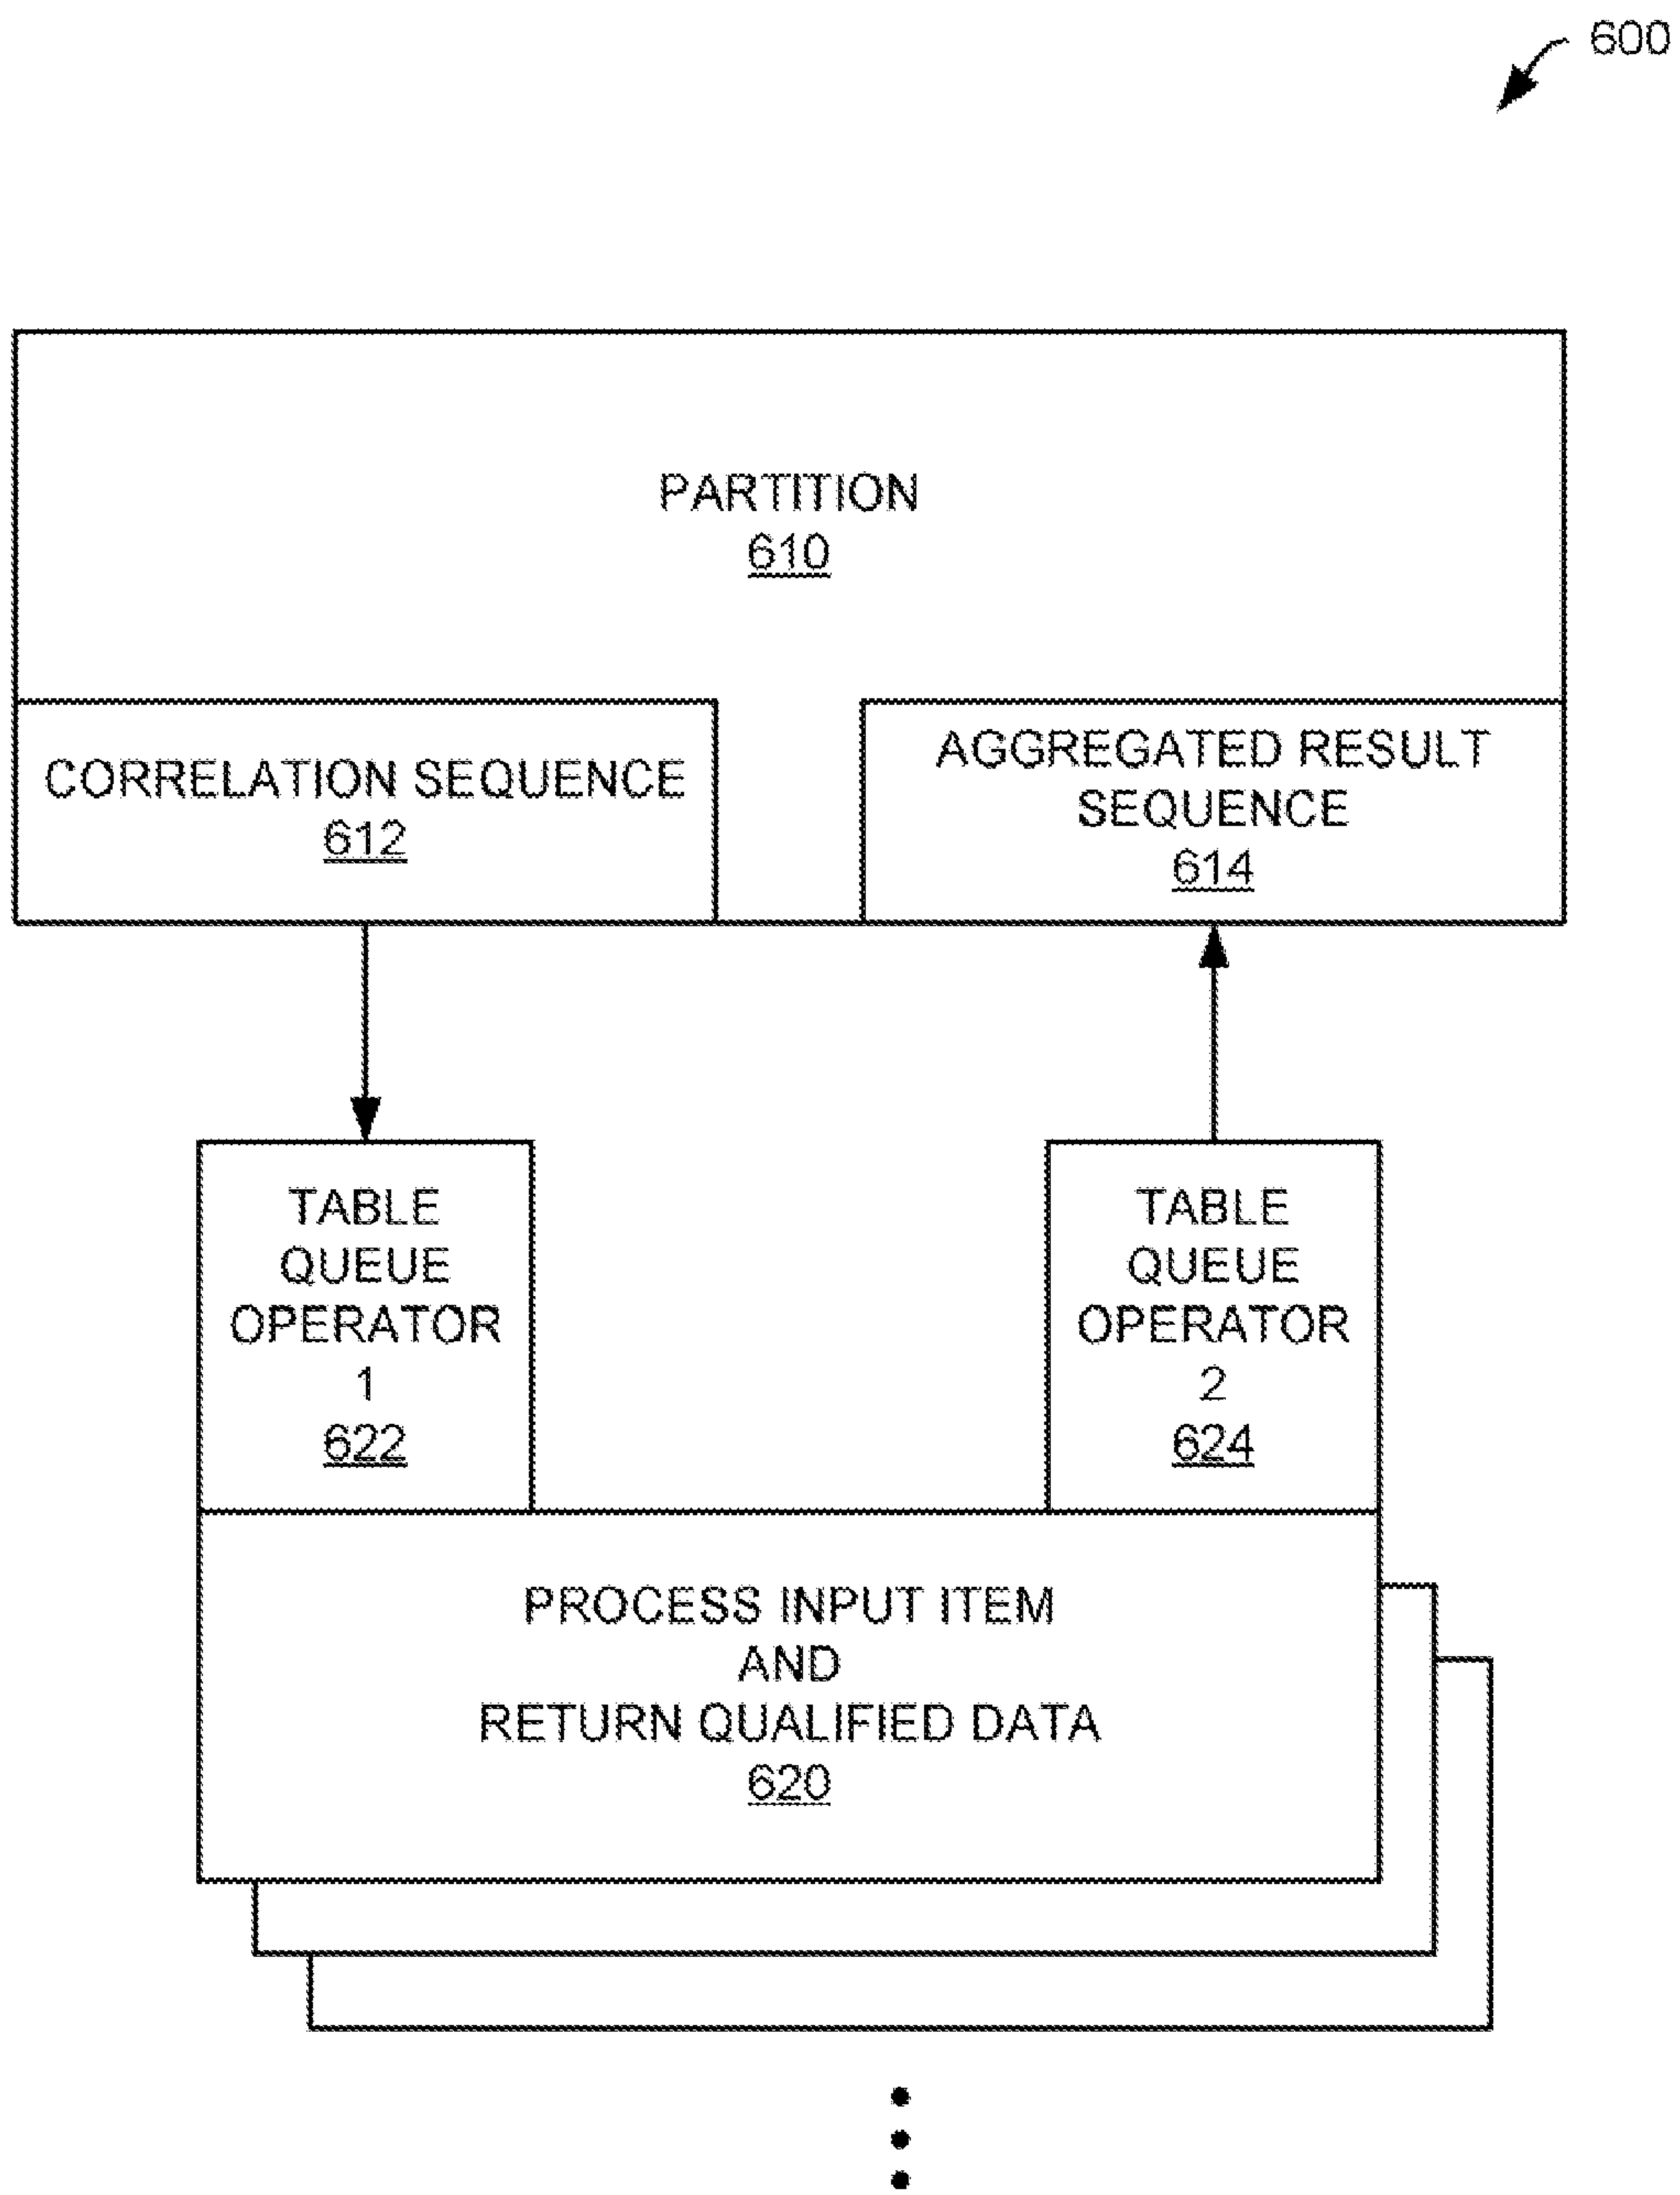 600
PARTITION
610
CORRELATION SEQUENCE
612
AGGREGATED RESULT
SEQUENCE
614
TABLE
QUEUE
OPERATOR
1
622
TABLE
QUEUE
OPERATOR
2
624
PROCESS INPUT ITEM
AND
RETURN QUALIFIED DATA
620